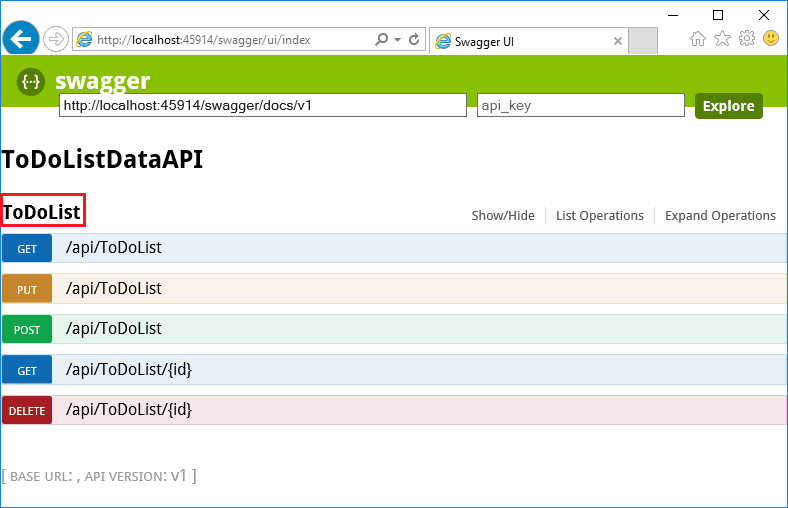 http://localhost:45914/swagger/ui/index
Swagger UI
{··} swagger
http://localhost:45914/swagger/docs/v1
api_key
Explore
ToDoListDataAPI
ToDoList
Show/Hide List Operations Expand Operations
GET /api/ToDoList
PUT /api/ToDoList
POST /api/ToDoList
GET /api/ToDoList/{id}
DELETE /api/ToDoList/{id}
[ BASE URL: , API VERSION: v1 ]